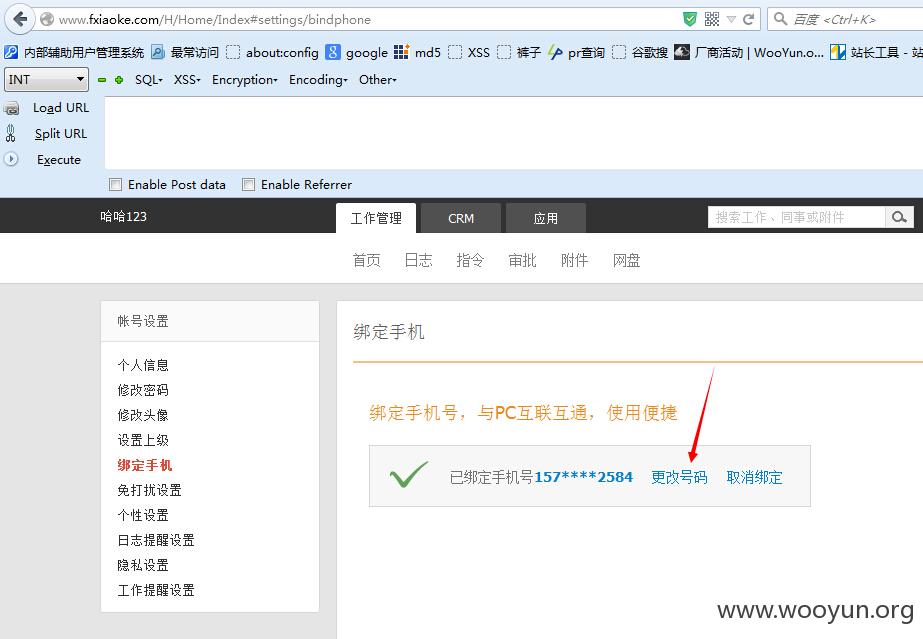 www.fxiaoke.com/H/Home/Index#settings/bindphone
百度 <Ctrl+K>
内部辅助用户管理系统 最常访问 about:config google md5 XSS 裤子 pr查询 谷歌搜 厂商活动 | WooYun.o... 站长工具 - 站
INT SQL XSS Encryption Encoding Other
Load URL
Split URL
Execute
Enable Post data Enable Referrer
哈哈123 工作管理 CRM 应用 搜索工作、同事或附件
首页 日志 指令 审批 附件 网盘
帐号设置
个人信息
修改密码
修改头像
设置上级
绑定手机
免打扰设置
个性设置
日志提醒设置
隐私设置
工作提醒设置
绑定手机
绑定手机号，与PC互联互通，使用便捷
已绑定手机号157****2584 更改号码 取消绑定
www.wooyun.org